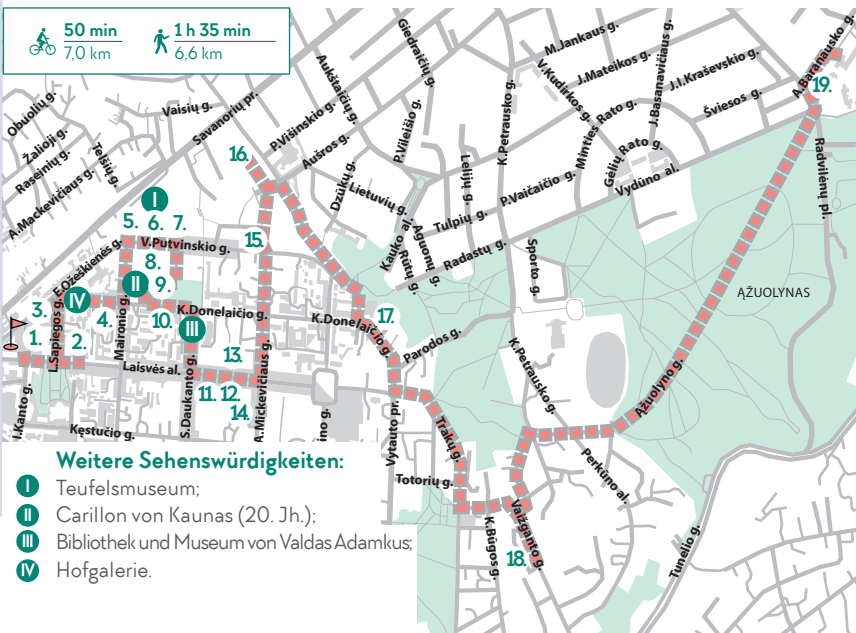 50 min
7,0 km
1 h 35 min
6,6 km
Giedraičių g.
M.Jankaus g.
A.Baranausko g.
Aukštaičių g.
V.Kudirkos g.
J.Mateikos g.
J.Basanavičiaus g.
J.I.Kraševskio g.
19.
Obuolių g.
Vaisių g.
Savanorių pr.
P.Višinskio g.
P.Vileišio g.
K.Petrausko g.
Minties Rato g.
Šviesos g.
Žalioji g.
Telšių g.
Aušros g.
Raseinių g.
16.
Lelijų g.
Gėlių Rato g.
Radvilėnų pl.
A.Mackevičiaus g.
Dzūkų g.
Lietuvių g.
P.Vaičaičio g.
Vydūno al.
I
5.
6.
7.
Kauko al.
Aguonų g.
Tulpių g.
Rūtų g.
Radastų g.
15.
V.Putvinskio g.
E.Ožeškienės g.
8.
Sporto g.
II
9.
ĄŽUOLYNAS
3.
IV
4.
10.
K.Donelaičio g.
III
K.Donelaičio g.
17.
Parodos g.
1.
L.Sapiegos g.
2.
Maironio g.
Laisvės al.
13.
K.Petrausko g.
I.Kanto g.
S.Daukanto g.
11.
12.
14.
A.Mickevičiaus g.
Ąžuolyno g.
Kęstučio g.
ino g.
Vytauto pr.
Trakų g.
Perkūno al.
Totorių g.
K.Būgos g.
Vaižganto g.
18.
Tunelio g.
Weitere Sehenswürdigkeiten:
I Teufelsmuseum;
II Carillon von Kaunas (20. Jh.);
III Bibliothek und Museum von Valdas Adamkus;
IV Hofgalerie.